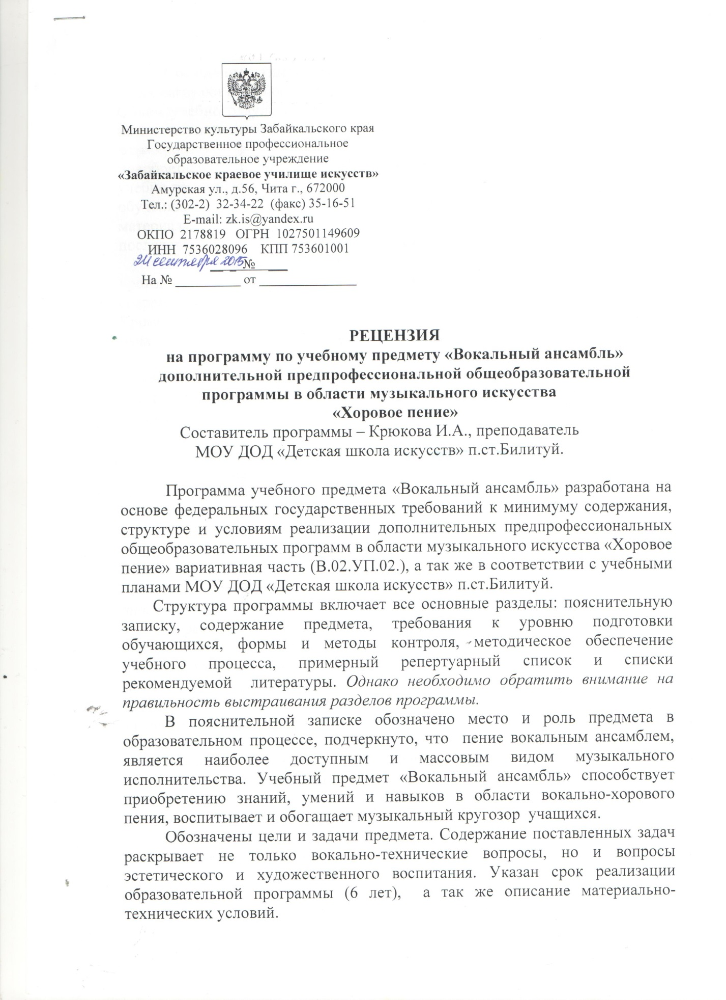 Министерство культуры Забайкальского края
Государственное профессиональное
образовательное учреждение
«Забайкальское краевое училище искусств»
Амурская ул., д.56, Чита г., 672000
Тел.: (302-2)  32-34-22  (факс) 35-16-51
E-mail: zk.is@yandex.ru
ОКПО  2178819   ОГРН  1027501149609
ИНН  7536028096    КПП 753601001
24 сентября 2015 № ___
На № __________ от _______________
РЕЦЕНЗИЯ
на программу по учебному предмету «Вокальный ансамбль»
дополнительной предпрофессиональной общеобразовательной
программы в области музыкального искусства
«Хоровое пение»
Составитель программы – Крюкова И.А., преподаватель
МОУ ДОД «Детская школа искусств» п.ст.Билитуй.
Программа учебного предмета «Вокальный ансамбль» разработана на
основе федеральных государственных требований к минимуму содержания,
структуре и условиям реализации дополнительных предпрофессиональных
общеобразовательных программ в области музыкального искусства «Хоровое
пение» вариативная часть (В.02.УП.02.), а так же в соответствии с учебными
планами МОУ ДОД «Детская школа искусств» п.ст.Билитуй.
Структура программы включает все основные разделы: пояснительную
записку, содержание предмета, требования к уровню подготовки
обучающихся, формы и методы контроля, методическое обеспечение
учебного процесса, примерный репертуарный список и списки
рекомендуемой  литературы. Однако необходимо обратить внимание на
правильность выстраивания разделов программы.
В пояснительной записке обозначено место и роль предмета в
образовательном процессе, подчеркнуто, что  пение вокальным ансамблем,
является наиболее доступным и массовым видом музыкального
исполнительства. Учебный предмет «Вокальный ансамбль» способствует
приобретению знаний, умений и навыков в области вокально-хорового
пения, воспитывает и обогащает музыкальный кругозор  учащихся.
Обозначены цели и задачи предмета. Содержание поставленных задач
раскрывает не только вокально-технические вопросы, но и вопросы
эстетического и художественного воспитания. Указан срок реализации
образовательной программы (6 лет),  а так же описание материально-
технических условий.